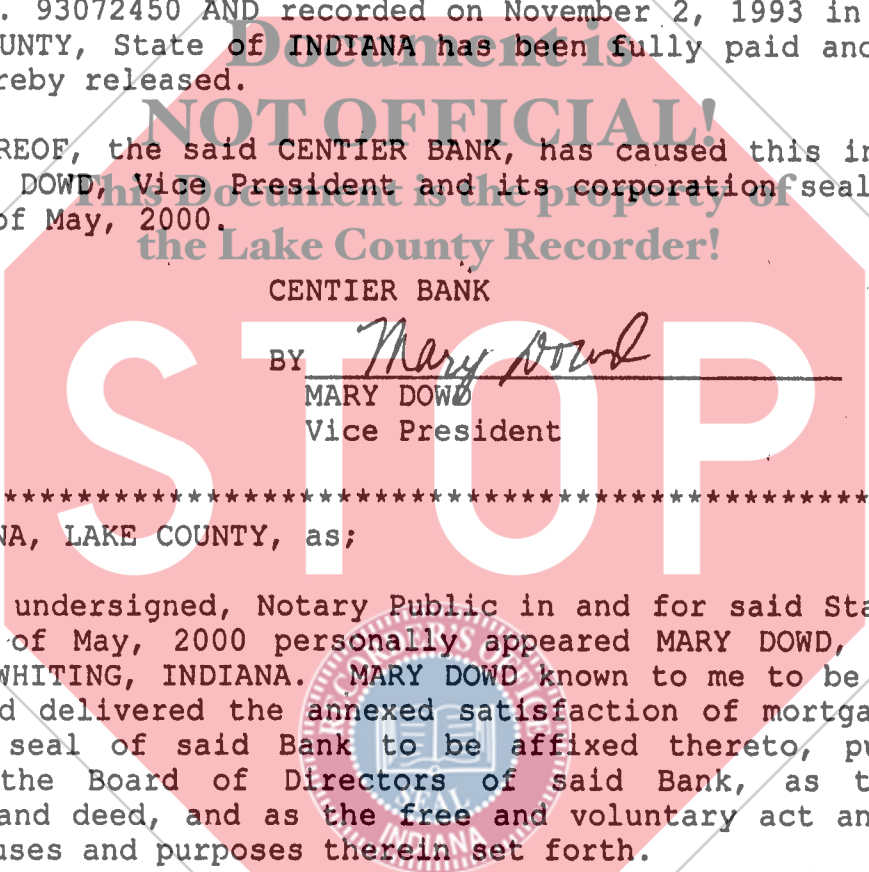 . 93072450 AND recorded on November 2, 1993 in
Document is
UNTY, State of INDIANA has been fully paid and
reby released.
NOT OFFICIAL!
REOF, the said CENTIER BANK, has caused this in
This Document is the property of
DOWD, Vice President and its corporation seal
of May, 2000.
the Lake County Recorder!
CENTIER BANK
STOP
BY Mary Dowd
MARY DOWD
Vice President
************************************************
NA, LAKE COUNTY, as;
undersigned, Notary Public in and for said Sta
of May, 2000 personally appeared MARY DOWD,
WHITING, INDIANA. MARY DOWD known to me to be
d delivered the annexed satisfaction of mortga
seal of said Bank to be affixed thereto, pu
the Board of Directors of said Bank, as t
and deed, and as the free and voluntary act an
uses and purposes therein set forth.
RECORDER'S OFFICE
SEAL
INDIANA